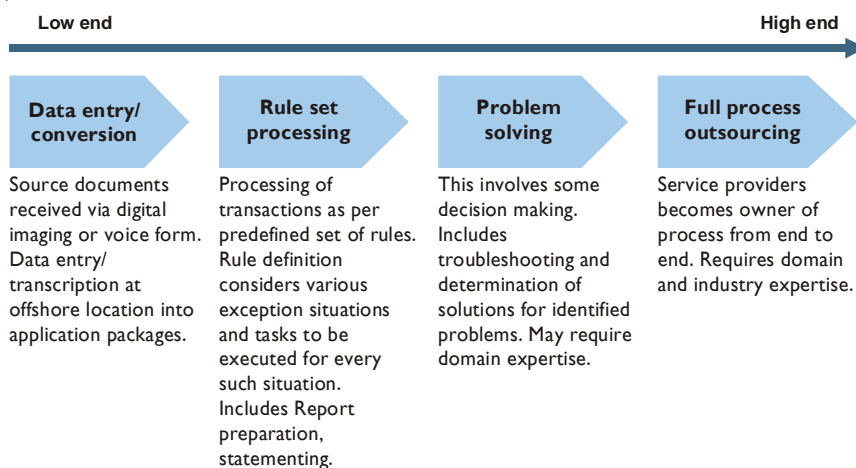 Low end
High end
Data entry/
conversion
Source documents
received via digital
imaging or voice form.
Data entry/
transcription at
offshore location into
application packages.
Rule set
processing
Processing of
transactions as per
predefined set of rules.
Rule definition
considers various
exception situations
and tasks to be
executed for every
such situation.
Includes Report
preparation,
statementing.
Problem
solving
This involves some
decision making.
Includes
troubleshooting and
determination of
solutions for identified
problems. May require
domain expertise.
Full process
outsourcing
Service providers
becomes owner of
process from end to
end. Requires domain
and industry expertise.